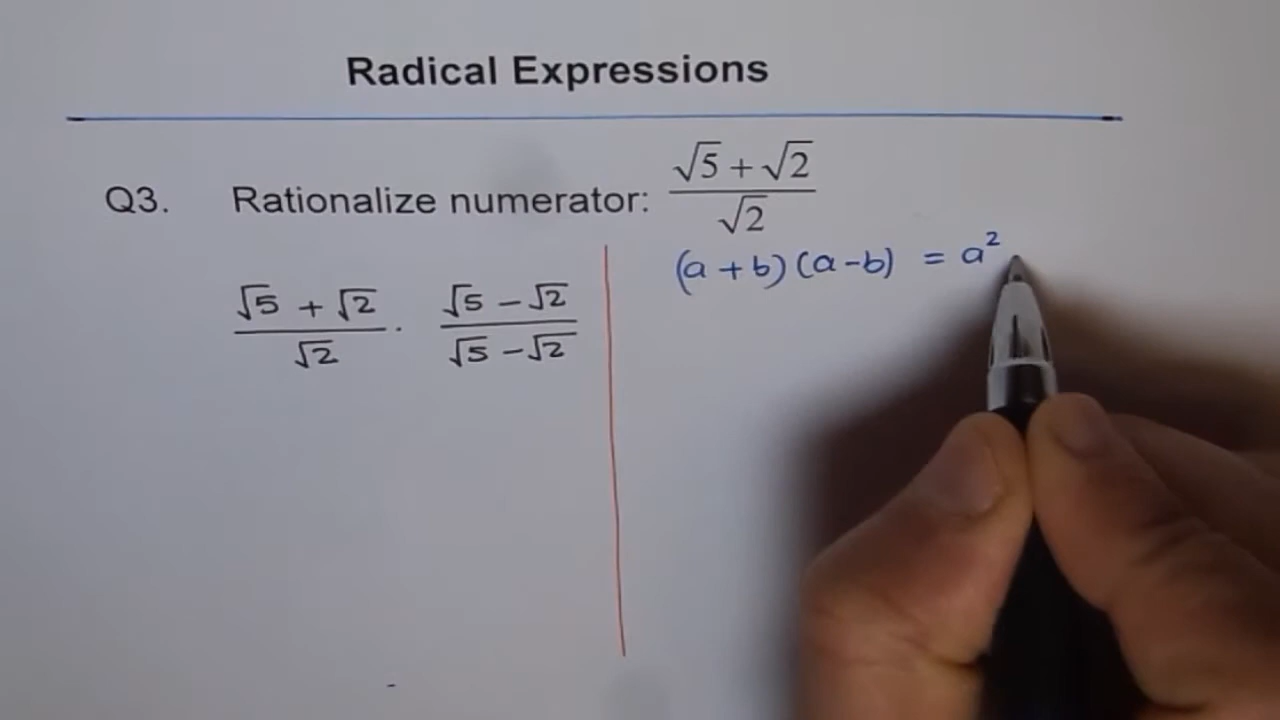 Radical Expressions
Q3. Rationalize numerator: (√5 + √2)/√2
(a + b)(a - b) = a²
(√5 + √2)/√2 · (√5 - √2)/(√5 - √2)